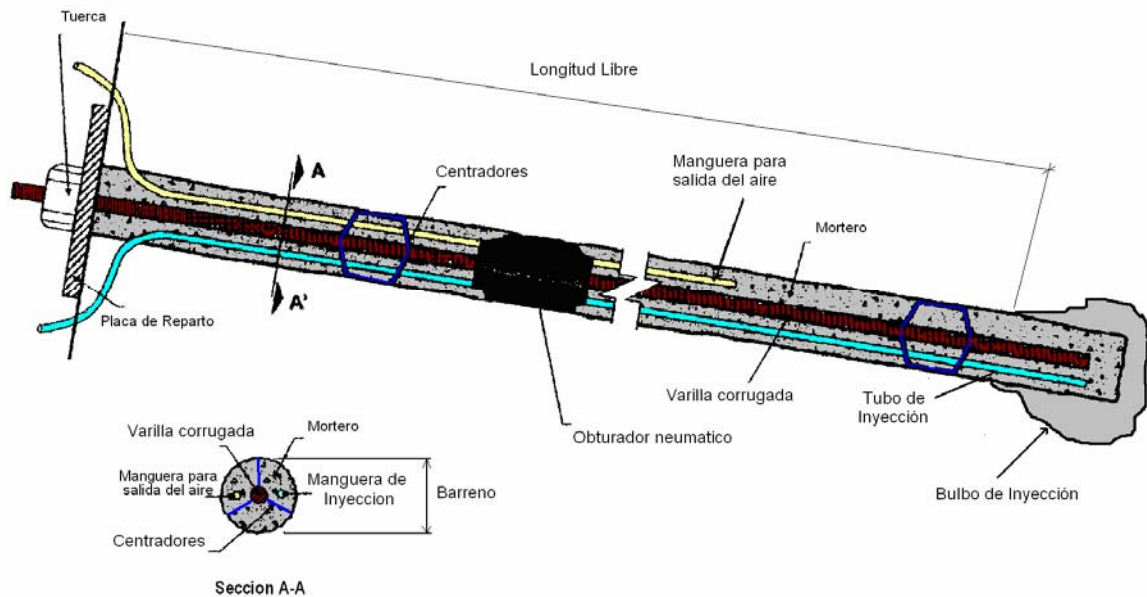 Tuerca
Longitud Libre
A
Centradores
Manguera para
salida del aire
Mortero
A'
Placa de Reparto
Varilla corrugada
Tubo de
Inyección
Obturador neumatico
Bulbo de Inyección
Varilla corrugada
Mortero
Manguera para
salida del aire
Manguera de
Inyeccion
Barreno
Centradores
Seccion A-A